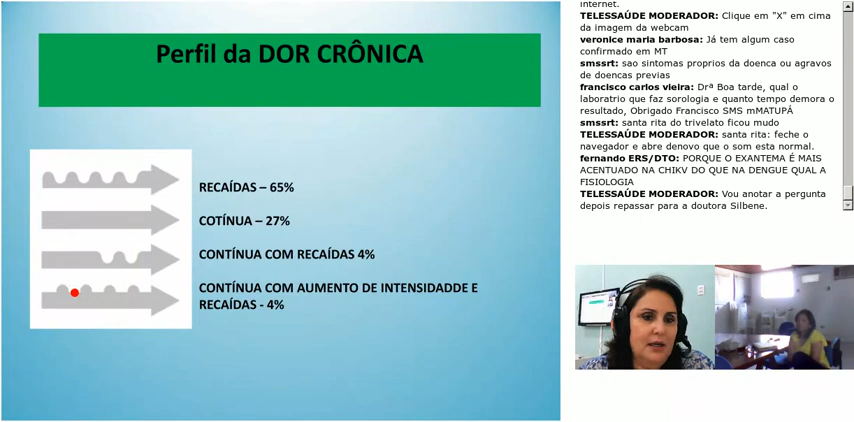 Perfil da DOR CRÔNICA
RECAÍDAS – 65%
COTÍNUA – 27%
CONTÍNUA COM RECAÍDAS 4%
CONTÍNUA COM AUMENTO DE INTENSIDADDE E
RECAÍDAS - 4%
internet.
TELESSAÚDE MODERADOR: Clique em "X" em cima
da imagem da webcam
veronice maria barbosa: Já tem algum caso
confirmado em MT
smssrt: sao sintomas proprios da doenca ou agravos
de doencas previas
francisco carlos vieira: Drª Boa tarde, qual o
laboratrio que faz sorologia e quanto tempo demora o
resultado, Obrigado Francisco SMS mMATUPÁ
smssrt: santa rita do trivelato ficou mudo
TELESSAÚDE MODERADOR: santa rita: feche o
navegador e abre denovo que o som esta normal.
fernando ERS/DTO: PORQUE O EXANTEMA É MAIS
ACENTUADO NA CHIKV DO QUE NA DENGUE QUAL A
FISIOLOGIA
TELESSAÚDE MODERADOR: Vou anotar a pergunta
depois repassar para a doutora Silbene.